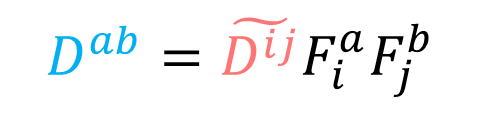 $D^{ab} = \widetilde{D^{ij}} F_i^a F_j^b$